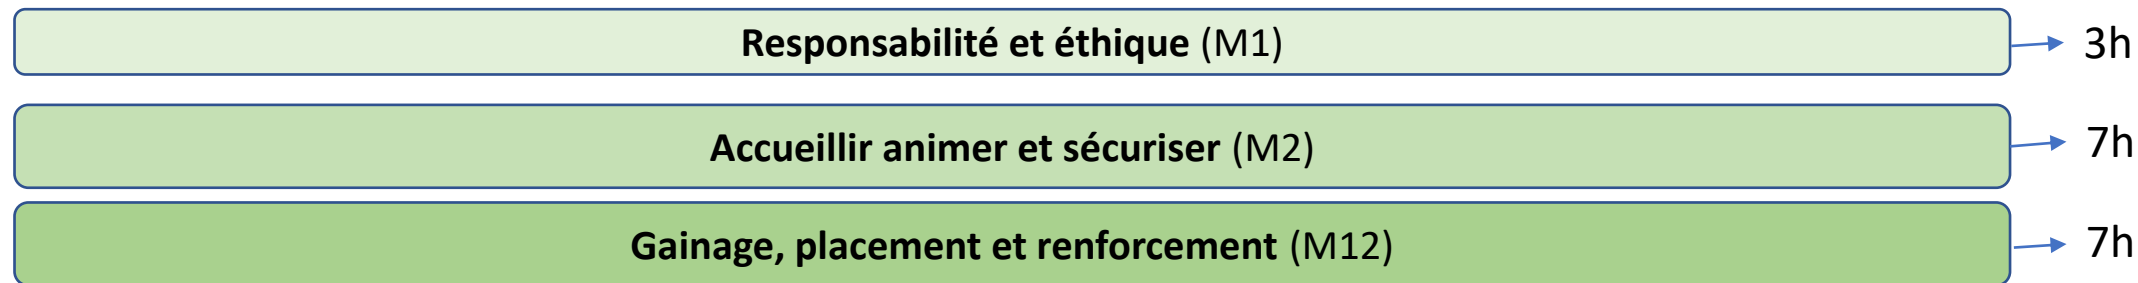 Responsabilité et éthique (M1) 3h
Accueillir animer et sécuriser (M2) 7h
Gainage, placement et renforcement (M12) 7h